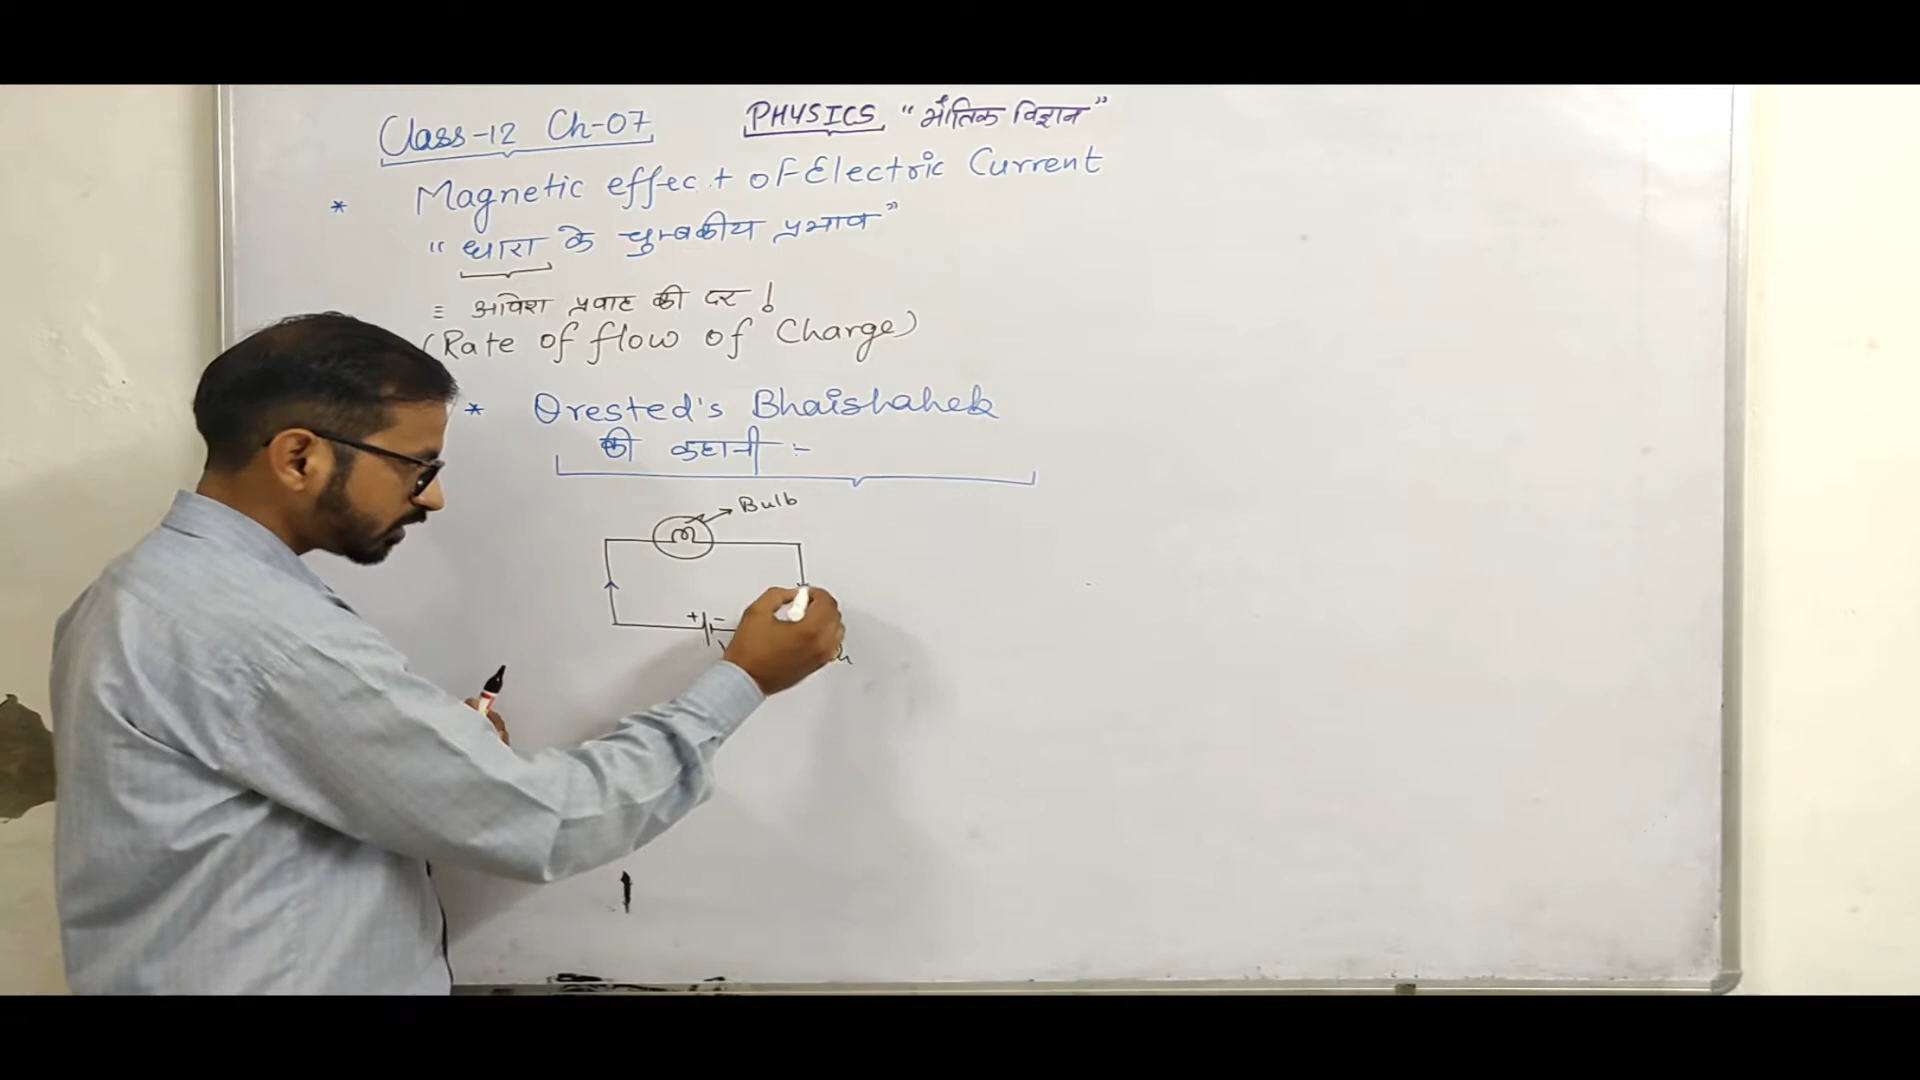 Class-12 Ch-07
PHYSICS "भौतिक विज्ञान"
* Magnetic effect of Electric Current
"धारा के चुम्बकीय प्रभाव"
≡ आवेश प्रवाह की दर !
(Rate of flow of Charge)
* Orested's Bhaishaheb
की कहानी :-
Bulb
+ -